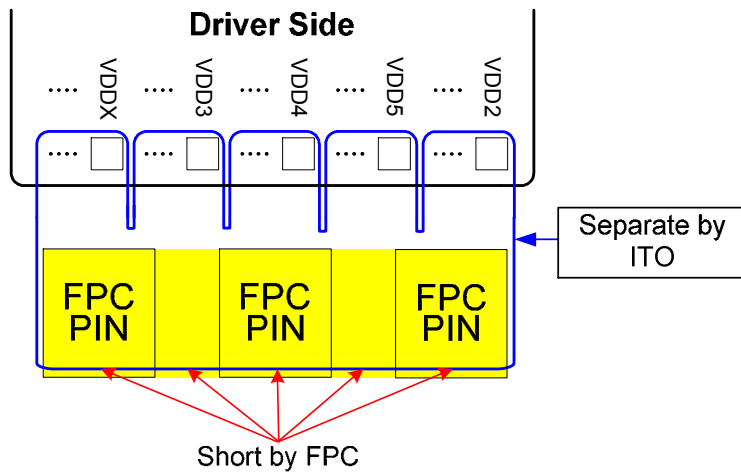 Driver Side
.... VDDX .... VDD3 .... VDD4 .... VDD5 .... VDD2
.... .... .... .... ....
Separate by
ITO
FPC FPC FPC
PIN PIN PIN
Short by FPC